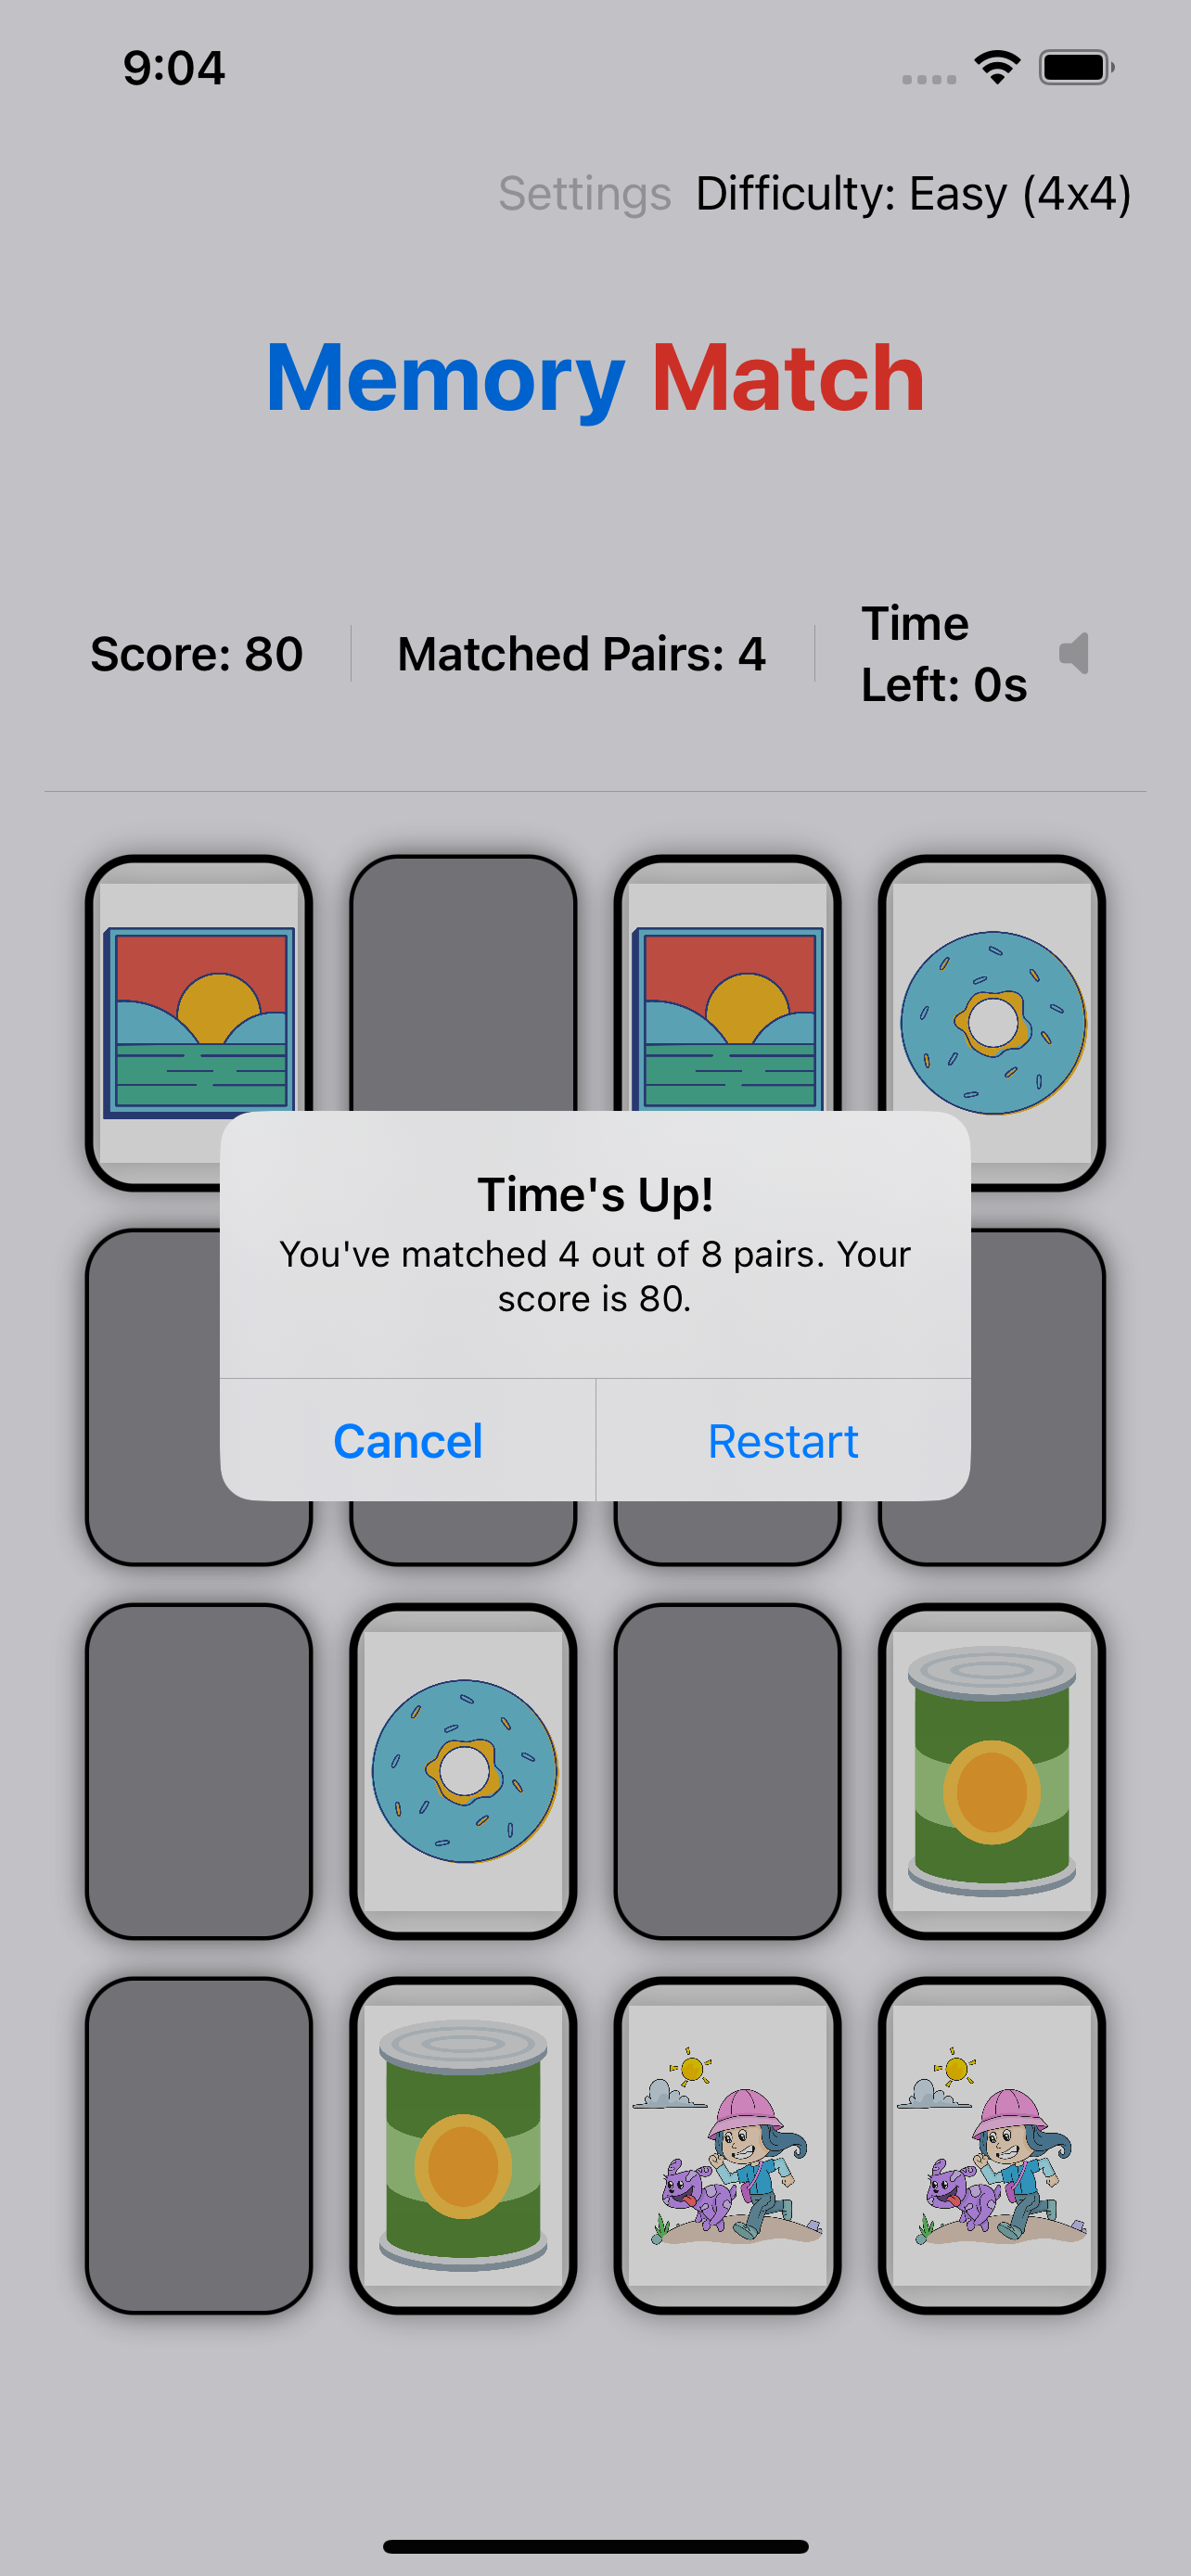 9:04
Settings Difficulty: Easy (4x4)
Memory Match
Score: 80
Matched Pairs: 4
Time
Left: 0s
Time's Up!
You've matched 4 out of 8 pairs. Your
score is 80.
Cancel
Restart